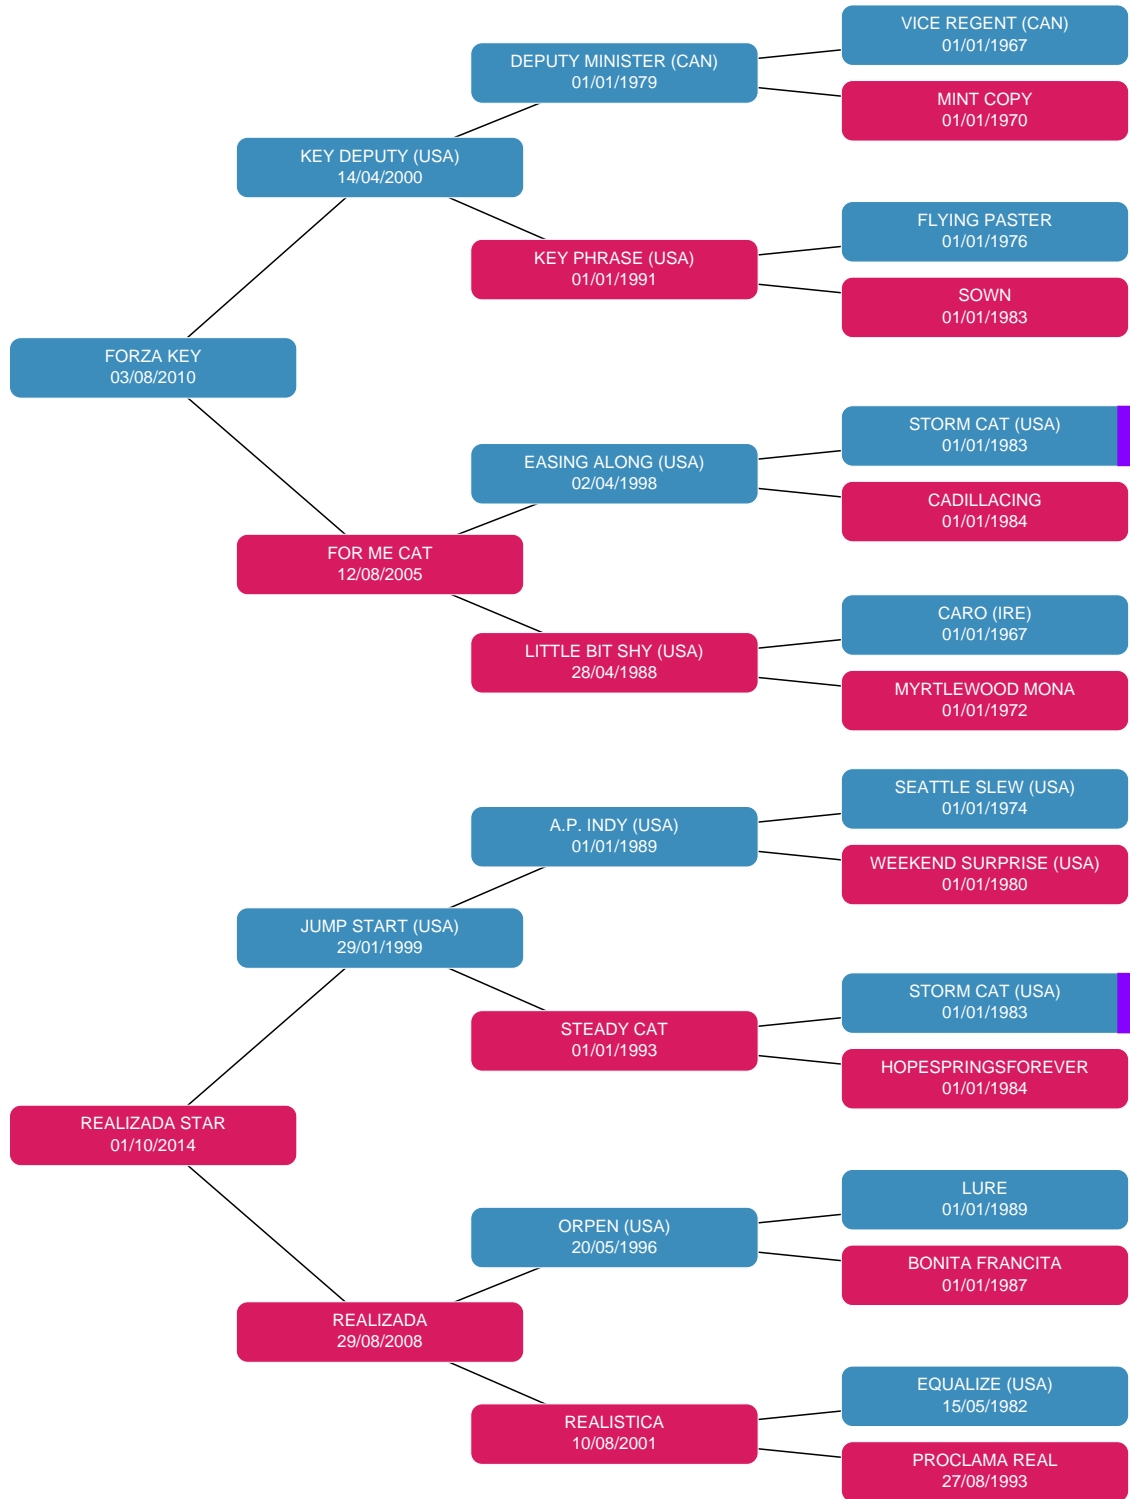 VICE REGENT (CAN)
01/01/1967
DEPUTY MINISTER (CAN)
01/01/1979
MINT COPY
01/01/1970
KEY DEPUTY (USA)
14/04/2000
FLYING PASTER
01/01/1976
KEY PHRASE (USA)
01/01/1991
SOWN
01/01/1983
FORZA KEY
03/08/2010
STORM CAT (USA)
01/01/1983
EASING ALONG (USA)
02/04/1998
CADILLACING
01/01/1984
FOR ME CAT
12/08/2005
CARO (IRE)
01/01/1967
LITTLE BIT SHY (USA)
28/04/1988
MYRTLEWOOD MONA
01/01/1972
SEATTLE SLEW (USA)
01/01/1974
A.P. INDY (USA)
01/01/1989
WEEKEND SURPRISE (USA)
01/01/1980
JUMP START (USA)
29/01/1999
STORM CAT (USA)
01/01/1983
STEADY CAT
01/01/1993
HOPESPRINGSFOREVER
01/01/1984
REALIZADA STAR
01/10/2014
LURE
01/01/1989
ORPEN (USA)
20/05/1996
BONITA FRANCITA
01/01/1987
REALIZADA
29/08/2008
EQUALIZE (USA)
15/05/1982
REALISTICA
10/08/2001
PROCLAMA REAL
27/08/1993